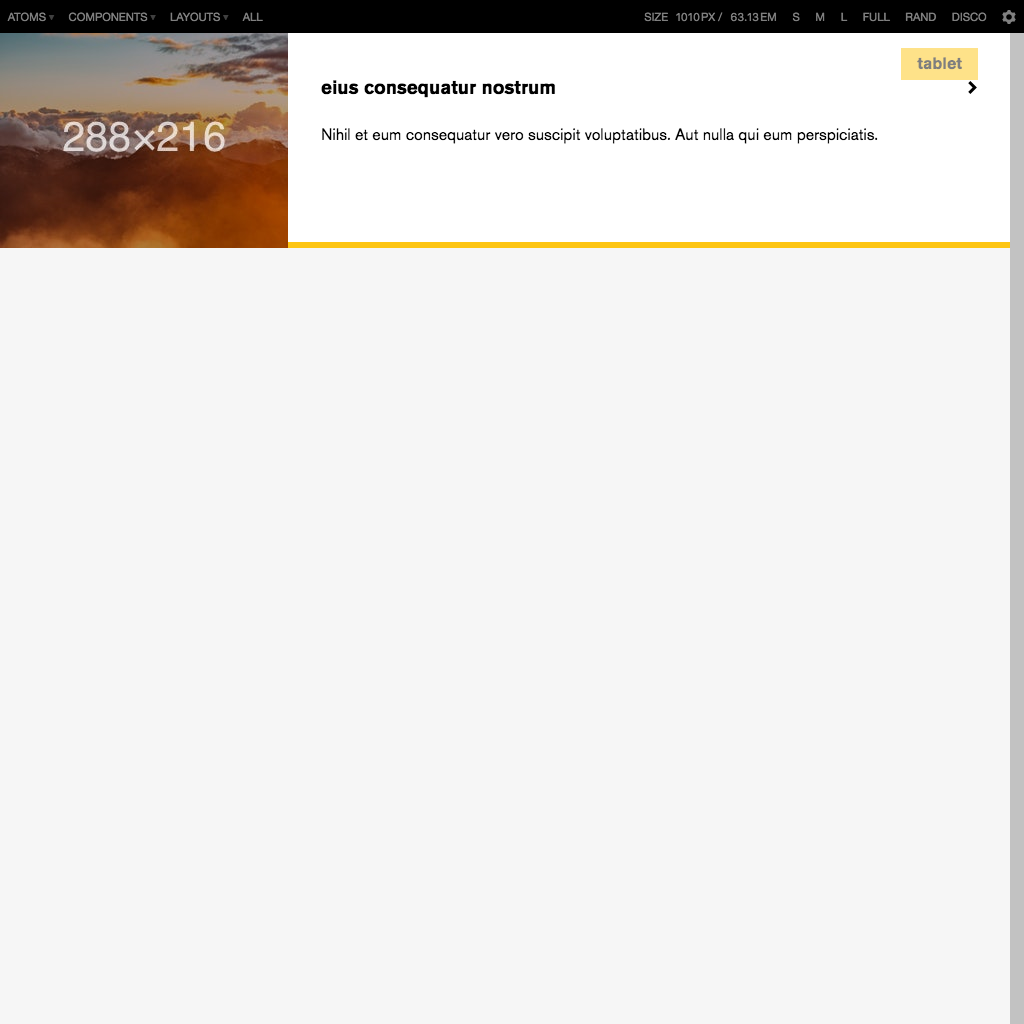 ATOMS ▾ COMPONENTS ▾ LAYOUTS ▾ ALL SIZE 1010PX / 63.13EM S M L FULL RAND DISCO
tablet
eius consequatur nostrum
288×216
Nihil et eum consequatur vero suscipit voluptatibus. Aut nulla qui eum perspiciatis.